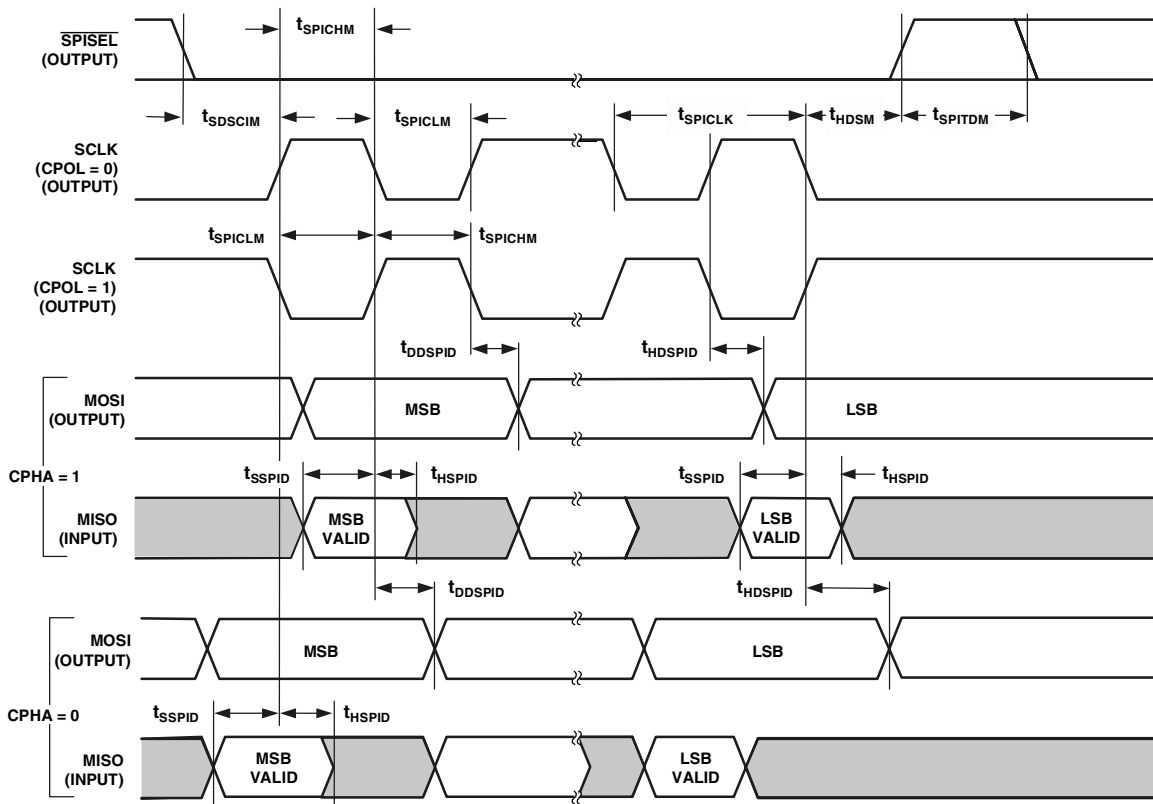 tSPICHM
SPISEL
(OUTPUT)
tSDSCIM
tSPICLM
tSPICLK
tHDSM
tSPITDM
SCLK
(CPOL = 0)
(OUTPUT)
tSPICLM
tSPICHM
SCLK
(CPOL = 1)
(OUTPUT)
tDDSPID
tHDSPID
MOSI
(OUTPUT)
MSB
LSB
CPHA = 1
tSSPID
tHSPID
tSSPID
tHSPID
MISO
(INPUT)
MSB
VALID
LSB
VALID
tDDSPID
tHDSPID
MOSI
(OUTPUT)
MSB
LSB
CPHA = 0
tSSPID
tHSPID
MISO
(INPUT)
MSB
VALID
LSB
VALID